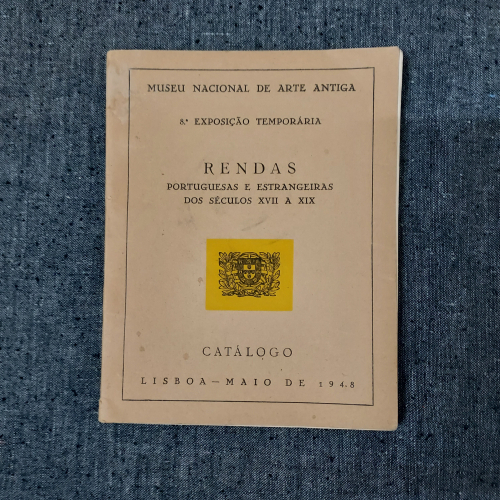 MUSEU NACIONAL DE ARTE ANTIGA
8.ª EXPOSIÇÃO TEMPORÁRIA
RENDAS
PORTUGUESAS E ESTRANGEIRAS
DOS SÉCULOS XVII A XIX
CATÁLOGO
LISBOA — MAIO DE 1948